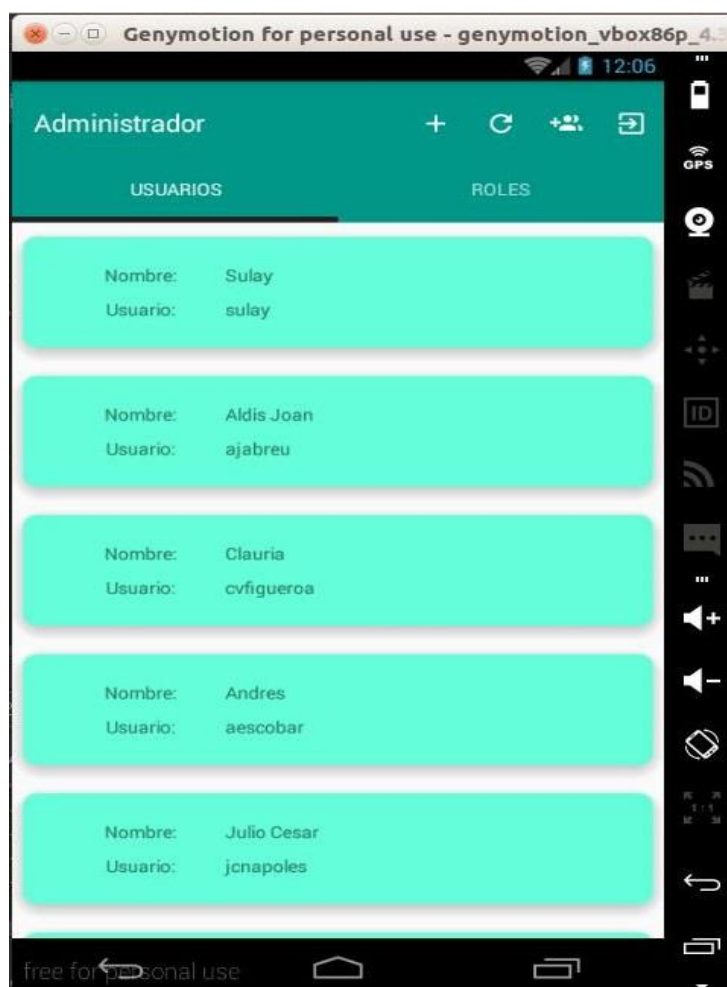 Genymotion for personal use - genymotion_vbox86p_4.
12:06
Administrador
USUARIOS ROLES
GPS
Nombre: Sulay
Usuario: sulay
Nombre: Aldis Joan
Usuario: ajabreu
ID
Nombre: Clauria
Usuario: cvfigueroa
Nombre: Andres
Usuario: aescobar
Nombre: Julio Cesar
Usuario: jcnapoles
1:1
free for personal use